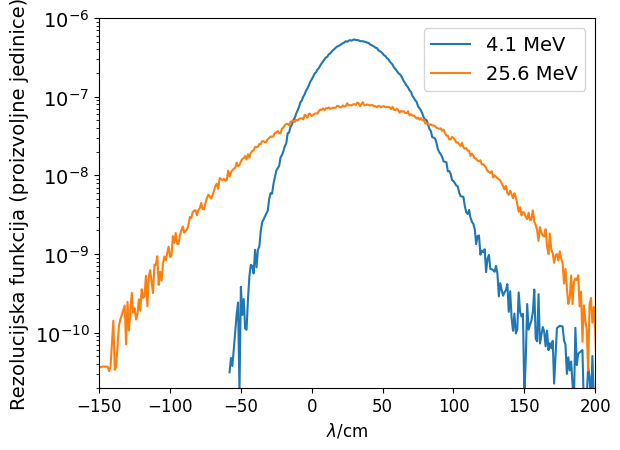 Rezolucijska funkcija (proizvoljne jedinice)
10⁻⁶
10⁻⁷
10⁻⁸
10⁻⁹
10⁻¹⁰
4.1 MeV
25.6 MeV
−150 −100 −50 0 50 100 150 200
λ/cm